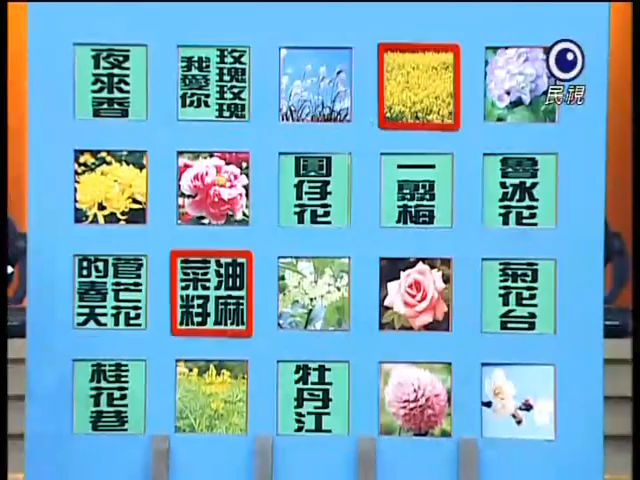 夜來香
玫瑰玫瑰
我愛你
民視
圓仔花
一翦梅
魯冰花
菅芒花
的春天
油麻
菜籽
菊花台
桂花巷
牡丹江